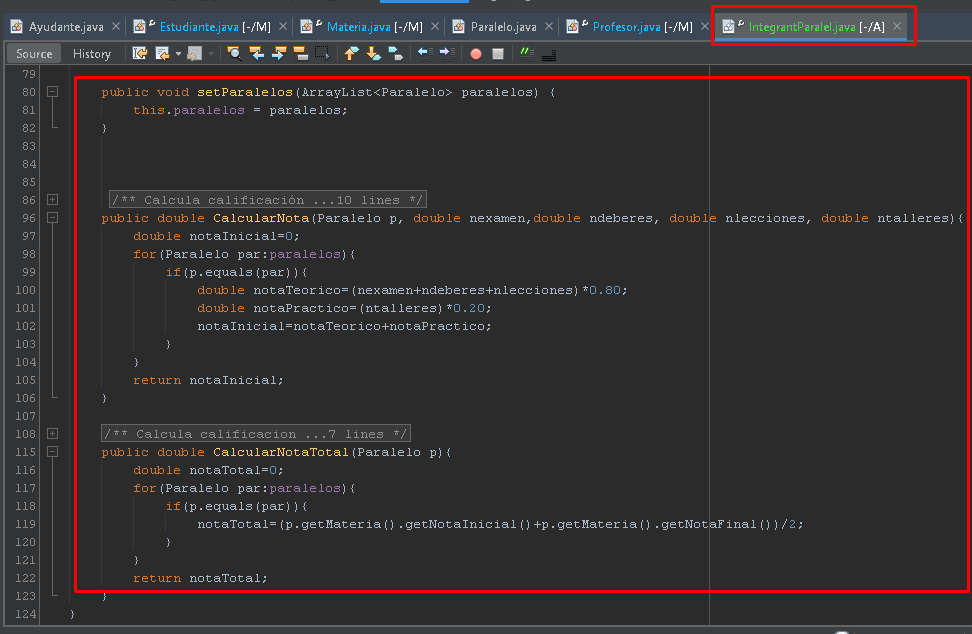 Ayudante.java Estudiante.java [-/M] Materia.java [-/M] Paralelo.java Profesor.java [-/M] IntegrantParalel.java [-/A]
Source History
79
80 public void setParalelos(ArrayList<Paralelo> paralelos) {
81 this.paralelos = paralelos;
82 }
83
84
85
86 /** Calcula calificación ...10 lines */
96 public double CalcularNota(Paralelo p, double nexamen,double ndeberes, double nlecciones, double ntalleres){
97 double notaInicial=0;
98 for(Paralelo par:paralelos){
99 if(p.equals(par)){
100 double notaTeorico=(nexamen+ndeberes+nlecciones)*0.80;
101 double notaPractico=(ntalleres)*0.20;
102 notaInicial=notaTeorico+notaPractico;
103 }
104 }
105 return notaInicial;
106 }
107
108 /** Calcula calificacion ...7 lines */
115 public double CalcularNotaTotal(Paralelo p){
116 double notaTotal=0;
117 for(Paralelo par:paralelos){
118 if(p.equals(par)){
119 notaTotal=(p.getMateria().getNotaInicial()+p.getMateria().getNotaFinal())/2;
120 }
121 }
122 return notaTotal;
123 }
124 }